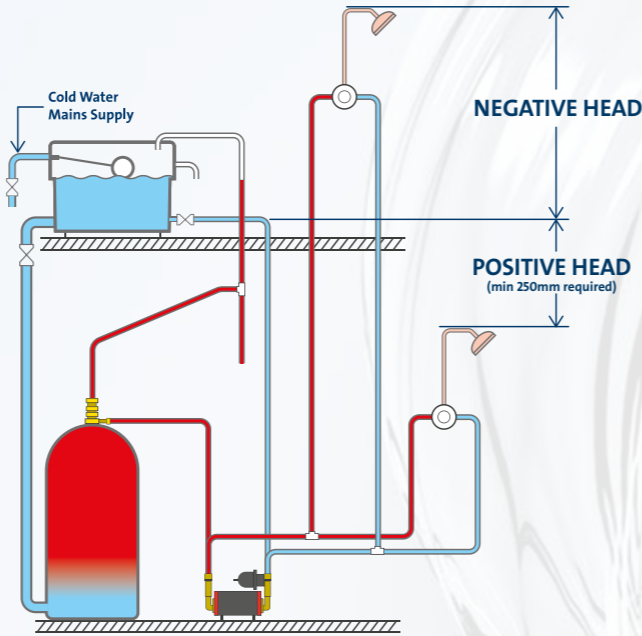 Cold Water
Mains Supply
NEGATIVE HEAD
POSITIVE HEAD
(min 250mm required)